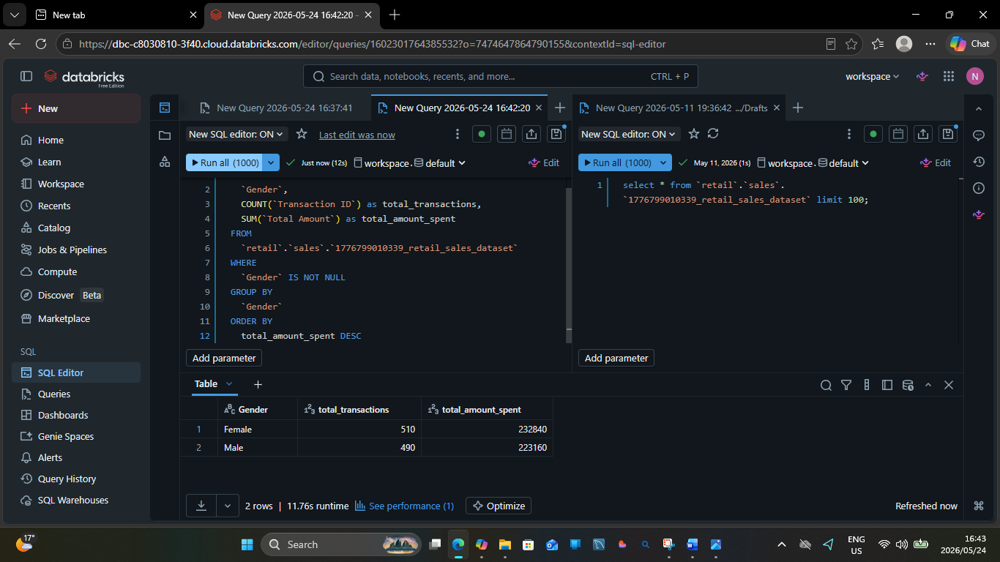 New tab
New Query 2026-05-24 16:42:20 -
https://dbc-c8030810-3f40.cloud.databricks.com/editor/queries/1602301764385532?o=7474647864790155&contextId=sql-editor
Chat
databricks
Free Edition
Search data, notebooks, recents, and more...
CTRL + P
workspace
N
New
Home
Learn
Workspace
Recents
Catalog
Jobs & Pipelines
Compute
Discover
Beta
Marketplace
SQL
SQL Editor
Queries
Dashboards
Genie Spaces
Alerts
Query History
SQL Warehouses
New Query 2026-05-24 16:37:41
New Query 2026-05-24 16:42:20
New SQL editor: ON
Last edit was now
Run all (1000)
Just now (12s)
workspace.
default
Edit
2 `Gender`,
3 COUNT(`Transaction ID`) as total_transactions,
4 SUM(`Total Amount`) as total_amount_spent
5 FROM
6 `retail`.`sales`.`1776799010339_retail_sales_dataset`
7 WHERE
8 `Gender` IS NOT NULL
9 GROUP BY
10 `Gender`
11 ORDER BY
12 total_amount_spent DESC
Add parameter
New Query 2026-05-11 19:36:42 .../Drafts
New SQL editor: ON
Run all (1000)
May 11, 2026 (1s)
workspace.
default
Edit
1 select * from `retail`.`sales`.
`1776799010339_retail_sales_dataset` limit 100;
Add parameter
Table
Gender total_transactions total_amount_spent
1 Female 510 232840
2 Male 490 223160
2 rows | 11.76s runtime
See performance (1)
Optimize
Refreshed now
17°
Search
ENG
US
16:43
2026/05/24